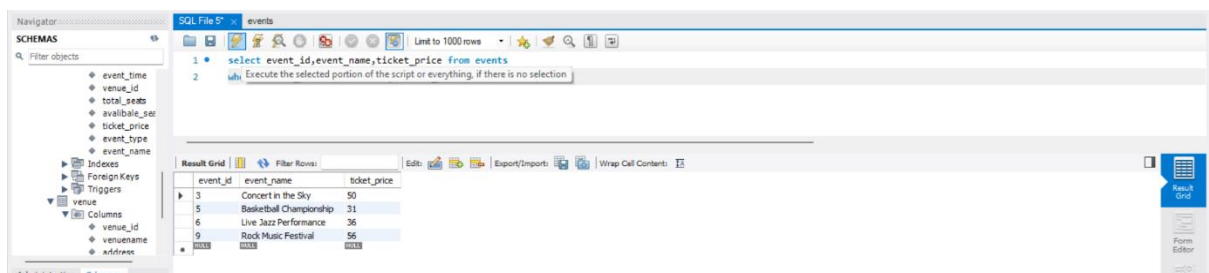 Navigator
SQL File 5*
events
SCHEMAS
Limit to 1000 rows
Filter objects
1
select event_id,event_name,ticket_price from events
2
whe
Execute the selected portion of the script or everything, if there is no selection
event_time
venue_id
total_seats
avalibale_sea
ticket_price
event_type
event_name
Indexes
Foreign Keys
Triggers
venue
Columns
venue_id
venuename
address
Result Grid
Filter Rows:
Edit:
Export/Import:
Wrap Cell Content:
event_id event_name ticket_price
3 Concert in the Sky 50
5 Basketball Championship 31
6 Live Jazz Performance 36
9 Rock Music Festival 56
NULL NULL NULL
Result
Grid
Form
Editor